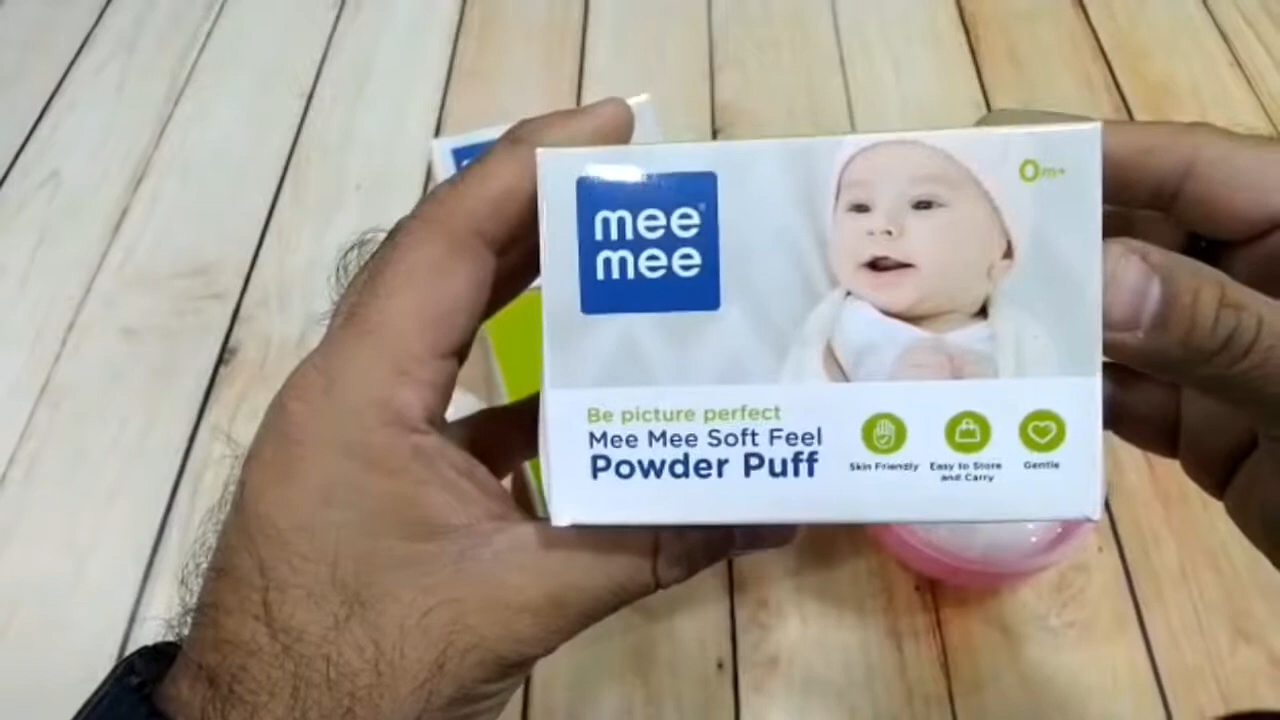 mee®
mee
0m+
Be picture perfect
Mee Mee Soft Feel
Powder Puff
Skin Friendly
Easy to Store
and Carry
Gentle